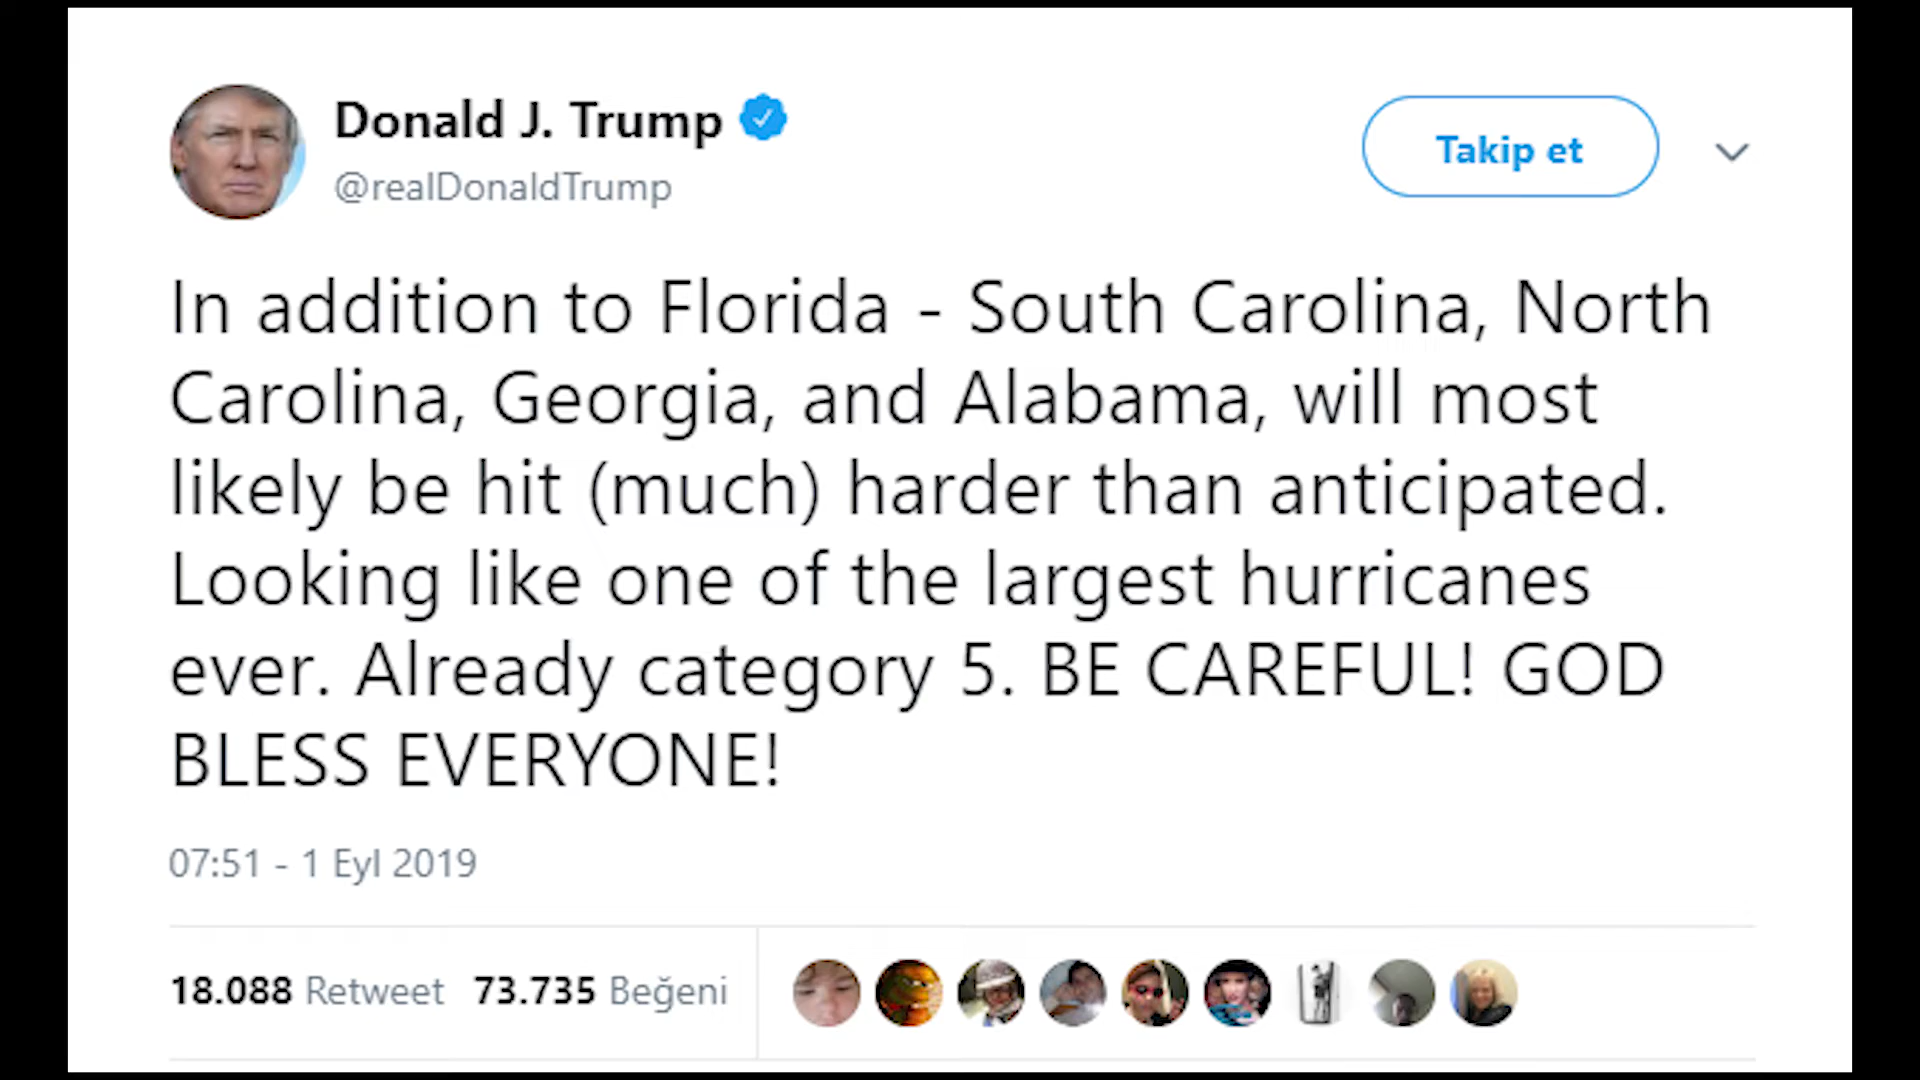 Donald J. Trump
@realDonaldTrump
Takip et
In addition to Florida - South Carolina, North
Carolina, Georgia, and Alabama, will most
likely be hit (much) harder than anticipated.
Looking like one of the largest hurricanes
ever. Already category 5. BE CAREFUL! GOD
BLESS EVERYONE!
07:51 - 1 Eyl 2019
18.088 Retweet 73.735 Beğeni